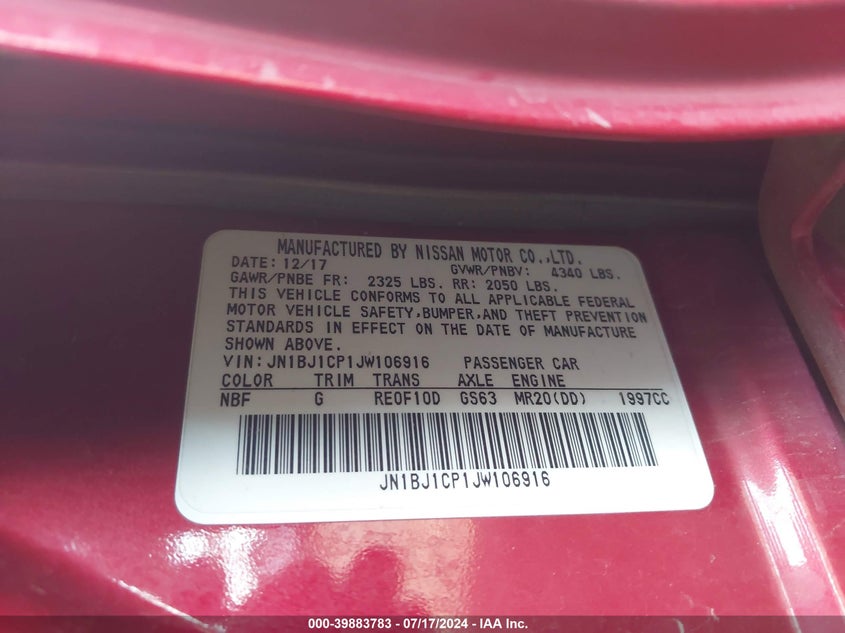 MANUFACTURED BY NISSAN MOTOR CO.,LTD.
DATE: 12/17 GVWR/PNBV: 4340 LBS.
GAWR/PNBE FR: 2325 LBS. RR: 2050 LBS.
THIS VEHICLE CONFORMS TO ALL APPLICABLE FEDERAL
MOTOR VEHICLE SAFETY,BUMPER,AND THEFT PREVENTION
STANDARDS IN EFFECT ON THE DATE OF MANUFACTURE
SHOWN ABOVE.
VIN: JN1BJ1CP1JW106916 PASSENGER CAR
COLOR TRIM TRANS AXLE ENGINE
NBF G RE0F10D GS63 MR20(DD) 1997CC
JN1BJ1CP1JW106916
000-39883783 - 07/17/2024 - IAA Inc.